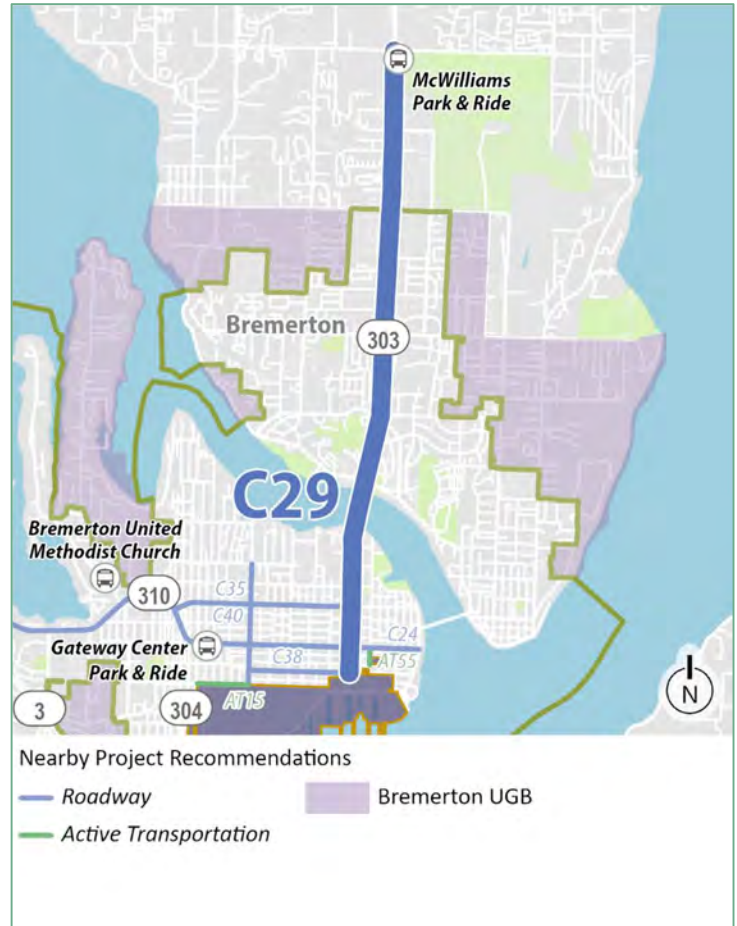 McWilliams
Park & Ride
Bremerton
303
C29
Bremerton United
Methodist Church
310
C35
C40
Gateway Center
Park & Ride
C24
C38
AT55
AT15
3
304
N
Nearby Project Recommendations
Roadway
Bremerton UGB
Active Transportation